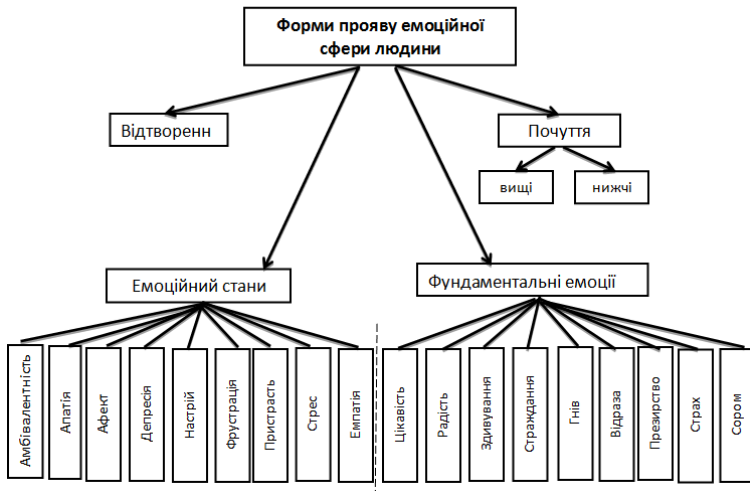 Форми прояву емоційної
сфери людини
Відтворенн
Почуття
вищі
нижчі
Емоційний стани
Фундаментальні емоції
Амбівалентність
Апатія
Афект
Депресія
Настрій
Фрустрація
Пристрасть
Стрес
Емпатія
Цікавість
Радість
Здивування
Страждання
Гнів
Відраза
Презирство
Страх
Сором